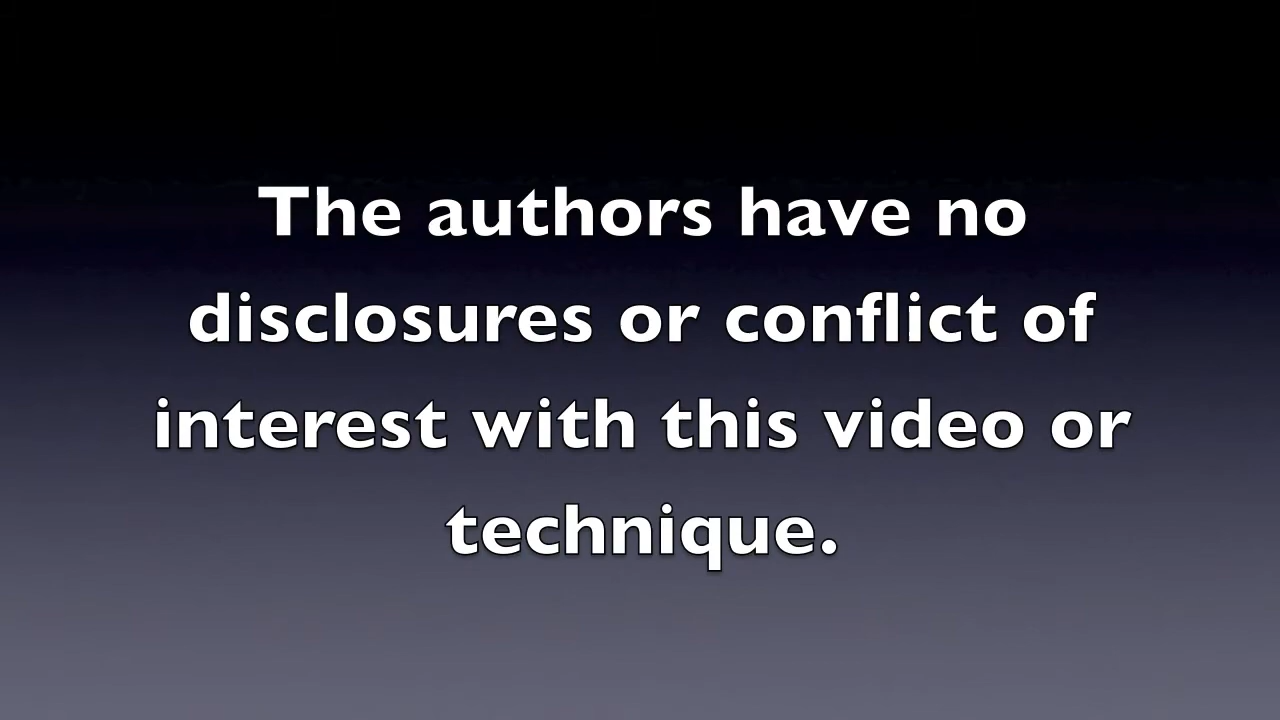 The authors have no
disclosures or conflict of
interest with this video or
technique.